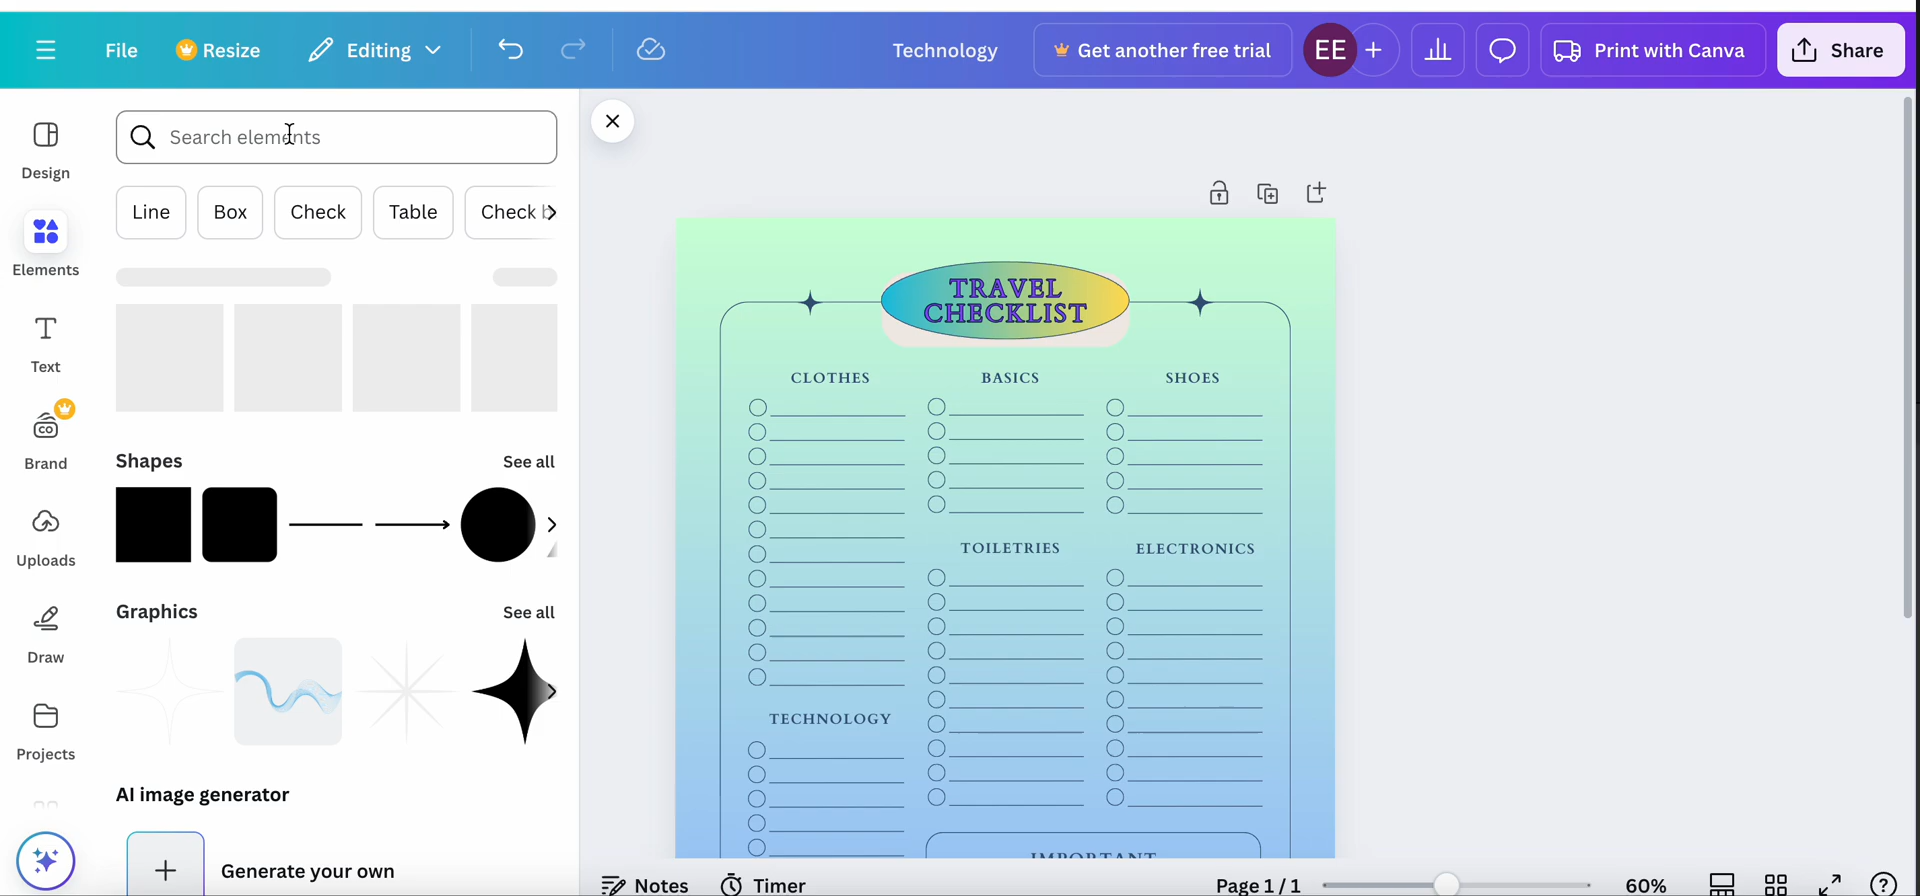 File
Resize
Editing
Technology
Get another free trial
EE
Print with Canva
Share
Design
Elements
Text
Brand
Uploads
Draw
Projects
Search elements
Line
Box
Check
Table
Check
Shapes
See all
Graphics
See all
AI image generator
Generate your own
TRAVEL
CHECKLIST
CLOTHES
BASICS
SHOES
TOILETRIES
ELECTRONICS
TECHNOLOGY
IMPORTANT
Notes
Timer
Page 1 / 1
60%